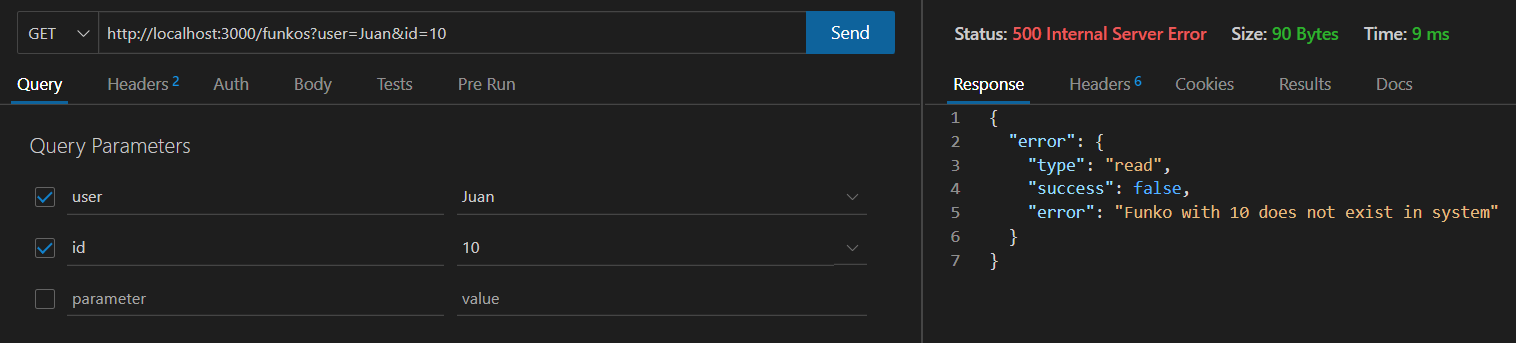 GET http://localhost:3000/funkos?user=Juan&id=10 Send
Query Headers 2 Auth Body Tests Pre Run
Query Parameters
user Juan
id 10
parameter value
Status: 500 Internal Server Error Size: 90 Bytes Time: 9 ms
Response Headers 6 Cookies Results Docs
1 {
2 "error": {
3 "type": "read",
4 "success": false,
5 "error": "Funko with 10 does not exist in system"
6 }
7 }